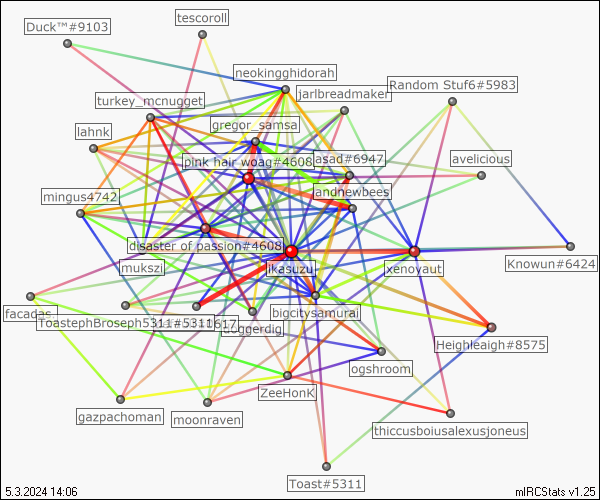 tescoroll
Duck™#9103
neokingghidorah
Random Stuf6#5983
jarlbreadmaker
turkey_mcnugget
gregor_samsa
lahnk
pink hair woag#4608
asad#6947
avelicious
andnewbees
mingus4742
disaster of passion#4608
mukszi
ikasuzu
xenoyaut
Knowun#6424
facadas.
bigcitysamurai
ToastephBroseph5311#5311617
duggerdig
Heighleaigh#8575
ogshroom
ZeeHonK
gazpachoman
moonraven
thiccusboiusalexusjoneus
Toast#5311
5.3.2024 14:06
mIRCStats v1.25